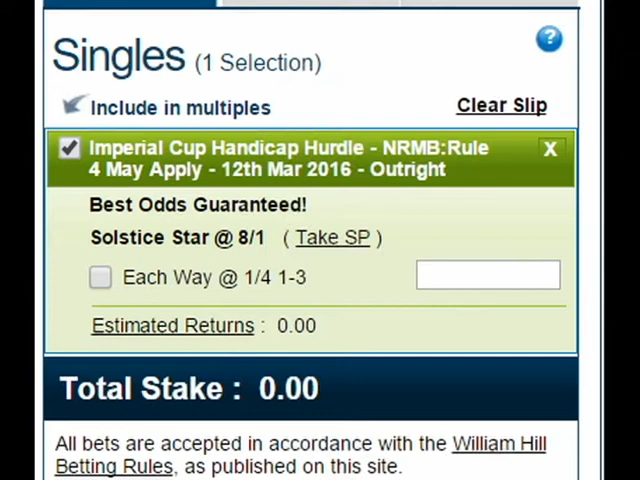 Singles (1 Selection)
Include in multiples Clear Slip
Imperial Cup Handicap Hurdle - NRMB:Rule X
4 May Apply - 12th Mar 2016 - Outright
Best Odds Guaranteed!
Solstice Star @ 8/1 ( Take SP )
Each Way @ 1/4 1-3
Estimated Returns : 0.00
Total Stake : 0.00
All bets are accepted in accordance with the William Hill
Betting Rules, as published on this site.